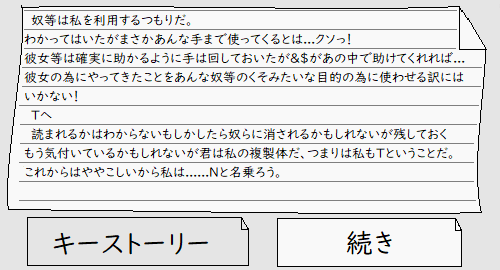 奴等は私を利用するつもりだ。
わかってはいたがまさかあんな手まで使ってくるとは...クソっ！
彼女等は確実に助かるように手は回しておいたが&$があの中で助けてくれれば...
彼女の為にやってきたことをあんな奴等のくそみたいな目的の為に使わせる訳には
いかない！
Tへ
読まれるかはわからないもしかしたら奴らに消されるかもしれないが残しておく
もう気付いているかもしれないが君は私の複製体だ、つまりは私もTということだ。
これからはややこしいから私は......Nと名乗ろう。
キーストーリー
続き